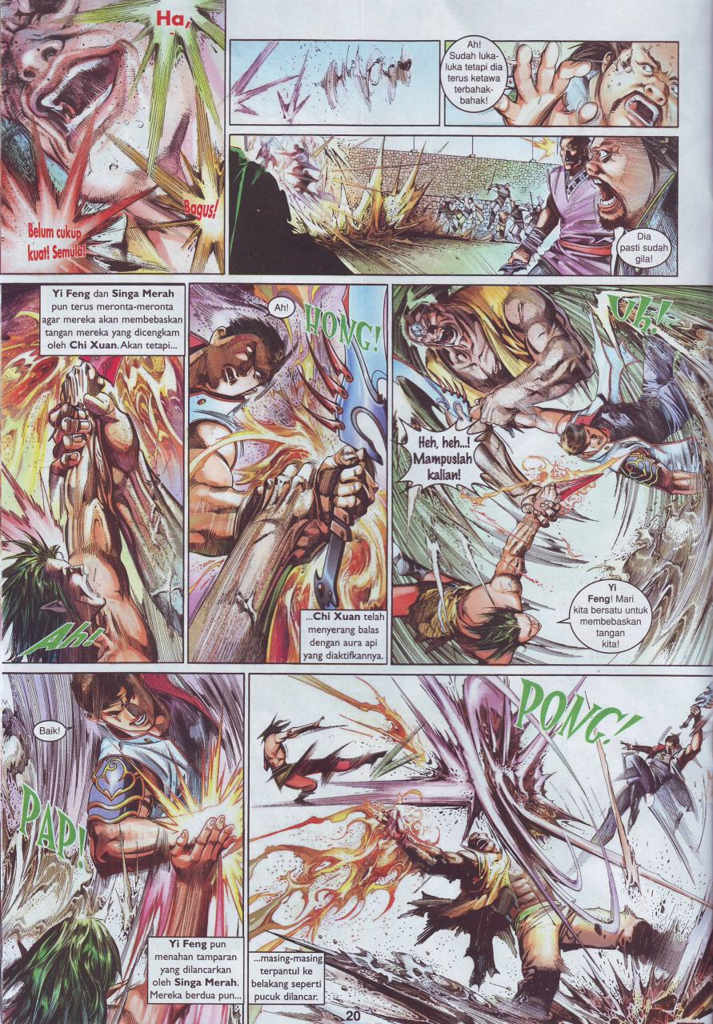 Ha,
Belum cukup
kuat! Semula!
Bagus!
Ah!
Sudah luka-
luka tetapi dia
terus ketawa
terbahak-
bahak!
Dia
pasti sudah
gila!
Yi Feng dan Singa Merah
pun terus meronta-meronta
agar mereka akan membebaskan
tangan mereka yang dicengkam
oleh Chi Xuan. Akan tetapi...
Ah!
Ah!
HONG!
...Chi Xuan telah
menyerang balas
dengan aura api
yang diaktifkannya.
Uh!
Heh, heh...!
Mampuslah
kalian!
Yi
Feng! Mari
kita bersatu untuk
membebaskan
tangan
kita!
Baik!
PAP!
Yi Feng pun
menahan tamparan
yang dilancarkan
oleh Singa Merah.
Mereka berdua pun...
PONG!
...masing-masing
terpantul ke
belakang seperti
pucuk dilancar.
20